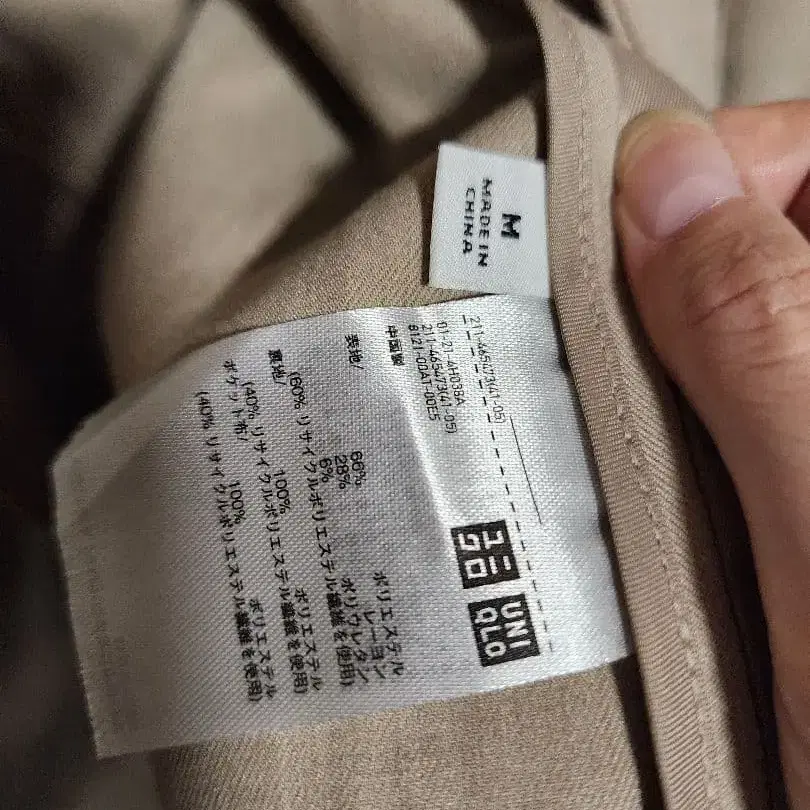 M
MADE IN
CHINA
211-465473(41-05)
61-21-4H038A
211-465473(41-05)
6121-00A1-00E5
中国製
表地/
66% ポリエステル
28% レーヨン
6% ポリウレタン
(60% リサイクルポリエステル繊維を使用)
裏地/
100% ポリエステル
(40% リサイクルポリエステル繊維を使用)
ポケット布/
100% ポリエステル
(40% リサイクルポリエステル繊維を使用)
ユニ
クロ
UNI
QLO